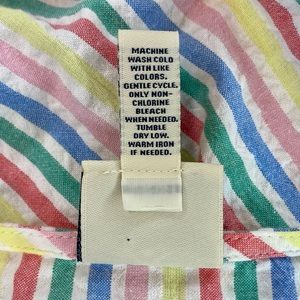 MACHINE
WASH COLD
WITH LIKE
COLORS.
GENTLE CYCLE.
ONLY NON-
CHLORINE
BLEACH
WHEN NEEDED.
TUMBLE
DRY LOW.
WARM IRON
IF NEEDED.